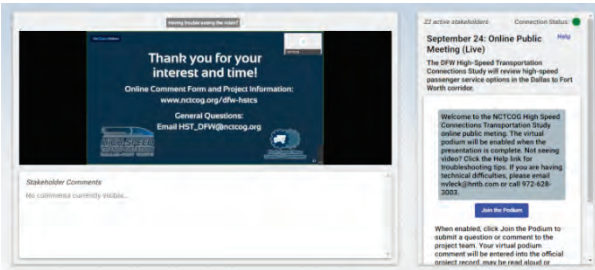 Having trouble seeing the video?
Thank you for your
interest and time!
Online Comment Form and Project Information:
www.nctcog.org/dfw-hstcs
General Questions:
Email HST_DFW@nctcog.org
HIGH-SPEED
Stakeholder Comments
No comments currently visible...
22 active stakeholders
Connection Status:
September 24: Online Public
Meeting (Live)
Help
The DFW High-Speed Transportation
Connections Study will review high-speed
passenger service options in the Dallas to Fort
Worth corridor.
Welcome to the NCTCOG High Speed
Connections Transportation Study
online public meting. The virtual
podium will be enabled when the
presentation is complete. Not seeing
video? Click the Help link for
troubleshooting tips. If you are having
technical difficulties, please email
nvleck@hntb.com or call 972-628-
3003.
Join the Podium
When enabled, click Join the Podium to
submit a question or comment to the
project team. Your virtual podium
comment will be entered into the official
project record, may be read aloud or